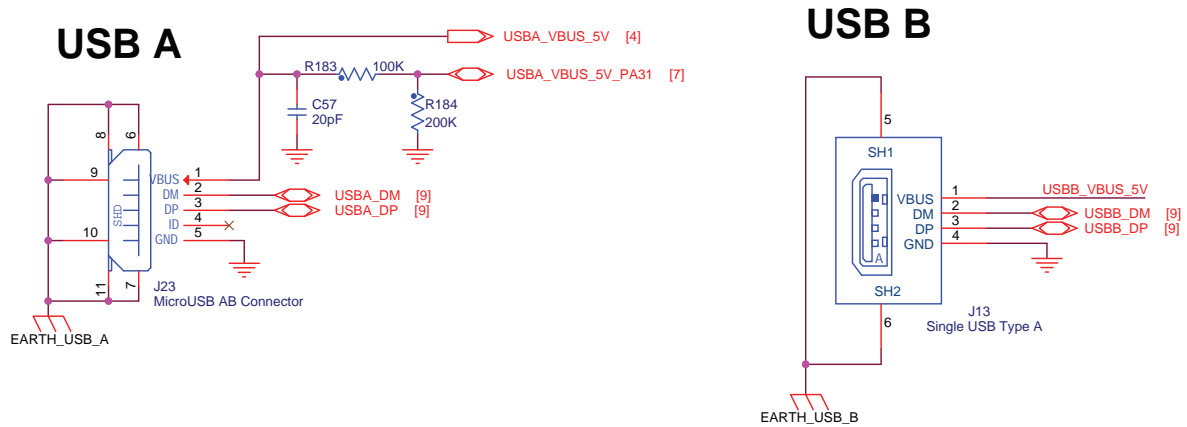 USB A
USBA_VBUS_5V [4]
R183 100K
USBA_VBUS_5V_PA31 [7]
C57
20pF
R184
200K
8
6
9
10
11
7
SHD
VBUS 1
DM 2
DP 3
ID 4
GND 5
USBA_DM [9]
USBA_DP [9]
J23
MicroUSB AB Connector
EARTH_USB_A
USB B
5
SH1
VBUS 1
DM 2
DP 3
GND 4
A
SH2
6
USBB_VBUS_5V
USBB_DM [9]
USBB_DP [9]
J13
Single USB Type A
EARTH_USB_B